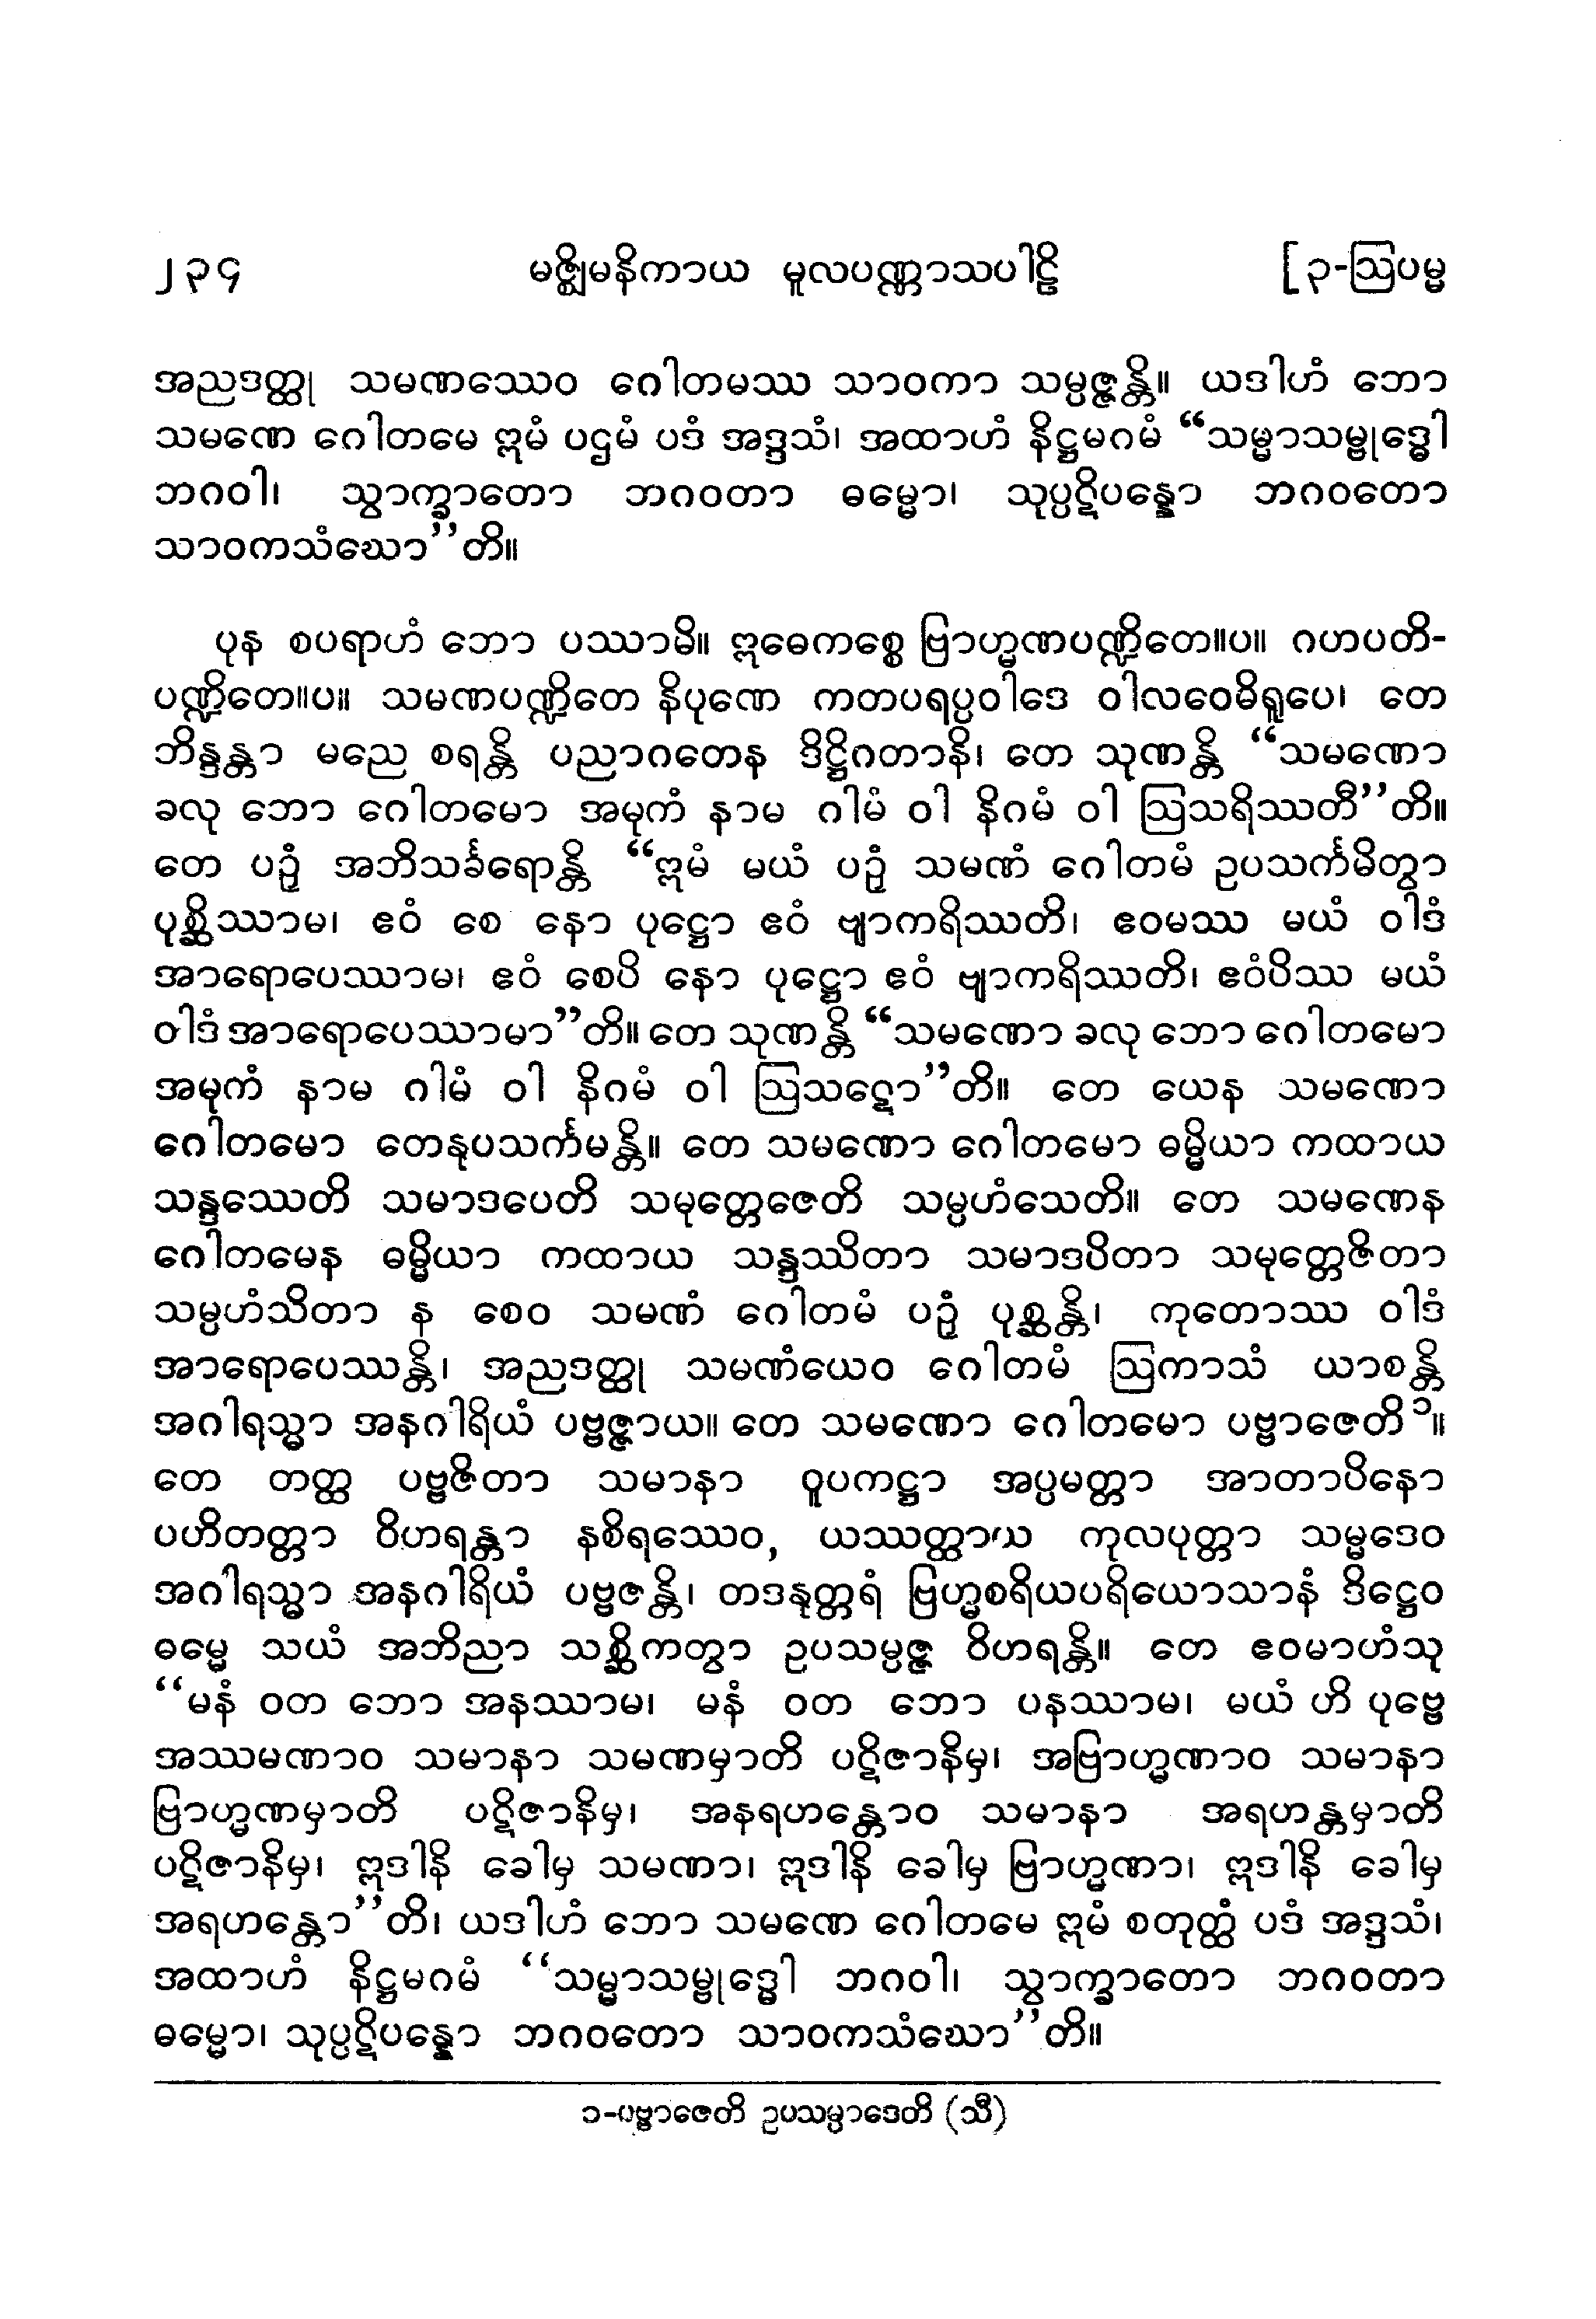 ၂၃၄ မဇ္ဈိမနိကာယ မူလပဏ္ဏာသပါဠိ [၃-ဩပမ္မ
အညဒတ္ထု သမဏဿေဝ ဂေါတမဿ သာဝကာ သမ္ပဇ္ဇန္တိ။ ယဒါဟံ ဘော
သမဏေ ဂေါတမေ ဣမံ ပဌမံ ပဒံ အဒ္ဒသံ၊ အထာဟံ နိဋ္ဌမဂမံ “သမ္မာသမ္ဗုဒ္ဓေါ
ဘဂဝါ၊ သွာက္ခာတော ဘဂဝတာ ဓမ္မော၊ သုပ္ပဋိပန္နော ဘဂဝတော
သာဝကသံဃော”တိ။
ပုန စပရာဟံ ဘော ပဿာမိ။ ဣဓေကစ္စေ ဗြာဟ္မဏပဏ္ဍိတေ။ပ။ ဂဟပတိ-
ပဏ္ဍိတေ။ပ။ သမဏပဏ္ဍိတေ နိပုဏေ ကတပရပ္ပဝါဒေ ဝါလဝေဓိရူပေ၊ တေ
ဘိန္ဒန္တာ မညေ စရန္တိ ပညာဂတေန ဒိဋ္ဌိဂတာနိ၊ တေ သုဏန္တိ “သမဏော
ခလု ဘော ဂေါတမော အမုကံ နာမ ဂါမံ ဝါ နိဂမံ ဝါ ဩသရိဿတီ”တိ။
တေ ပဉှံ အဘိသင်္ခရောန္တိ “ဣမံ မယံ ပဉှံ သမဏံ ဂေါတမံ ဥပသင်္ကမိတွာ
ပုစ္ဆိဿာမ၊ ဧဝံ စေ နော ပုဋ္ဌော ဧဝံ ဗျာကရိဿတိ၊ ဧဝမဿ မယံ ဝါဒံ
အာရောပေဿာမ၊ ဧဝံ စေပိ နော ပုဋ္ဌော ဧဝံ ဗျာကရိဿတိ၊ ဧဝံပိဿ မယံ
ဝါဒံ အာရောပေဿာမာ”တိ။ တေ သုဏန္တိ “သမဏော ခလု ဘော ဂေါတမော
အမုကံ နာမ ဂါမံ ဝါ နိဂမံ ဝါ ဩသဋော”တိ။ တေ ယေန သမဏော
ဂေါတမော တေနုပသင်္ကမန္တိ။ တေ သမဏော ဂေါတမော ဓမ္မိယာ ကထာယ
သန္ဒဿေတိ သမာဒပေတိ သမုတ္တေဇေတိ သမ္ပဟံသေတိ။ တေ သမဏေန
ဂေါတမေန ဓမ္မိယာ ကထာယ သန္ဒဿိတာ သမာဒပိတာ သမုတ္တေဇိတာ
သမ္ပဟံသိတာ န စေဝ သမဏံ ဂေါတမံ ပဉှံ ပုစ္ဆန္တိ၊ ကုတောဿ ဝါဒံ
အာရောပေဿန္တိ၊ အညဒတ္ထု သမဏံယေဝ ဂေါတမံ ဩကာသံ ယာစန္တိ
အဂါရသ္မာ အနဂါရိယံ ပဗ္ဗဇ္ဇာယ။ တေ သမဏော ဂေါတမော ပဗ္ဗာဇေတိ ၁။
တေ တတ္ထ ပဗ္ဗဇိတာ သမာနာ ဝူပကဋ္ဌာ အပ္ပမတ္တာ အာတာပိနော
ပဟိတတ္တာ ဝိဟရန္တာ နစိရဿေဝ, ယဿတ္ထာယ ကုလပုတ္တာ သမ္မဒေဝ
အဂါရသ္မာ အနဂါရိယံ ပဗ္ဗဇန္တိ၊ တဒနုတ္တရံ ဗြဟ္မစရိယပရိယောသာနံ ဒိဋ္ဌေဝ
ဓမ္မေ သယံ အဘိညာ သစ္ဆိကတွာ ဥပသမ္ပဇ္ဇ ဝိဟရန္တိ။ တေ ဧဝမာဟံသု
“မနံ ဝတ ဘော အနဿာမ၊ မနံ ဝတ ဘော ပနဿာမ၊ မယံ ဟိ ပုဗ္ဗေ
အဿမဏာဝ သမာနာ သမဏမှာတိ ပဋိဇာနိမှ၊ အဗြာဟ္မဏာဝ သမာနာ
ဗြာဟ္မဏမှာတိ ပဋိဇာနိမှ၊ အနရဟန္တောဝ သမာနာ အရဟန္တမှာတိ
ပဋိဇာနိမှ၊ ဣဒါနိ ခေါမှ သမဏာ၊ ဣဒါနိ ခေါမှ ဗြာဟ္မဏာ၊ ဣဒါနိ ခေါမှ
အရဟန္တော”တိ၊ ယဒါဟံ ဘော သမဏေ ဂေါတမေ ဣမံ စတုတ္ထံ ပဒံ အဒ္ဒသံ၊
အထာဟံ နိဋ္ဌမဂမံ “သမ္မာသမ္ဗုဒ္ဓေါ ဘဂဝါ၊ သွာက္ခာတော ဘဂဝတာ
ဓမ္မော၊ သုပ္ပဋိပန္နော ဘဂဝတော သာဝကသံဃော”တိ။
၁-ပဗ္ဗာဇေတိ ဥပသမ္ပာဒေတိ (သီ)